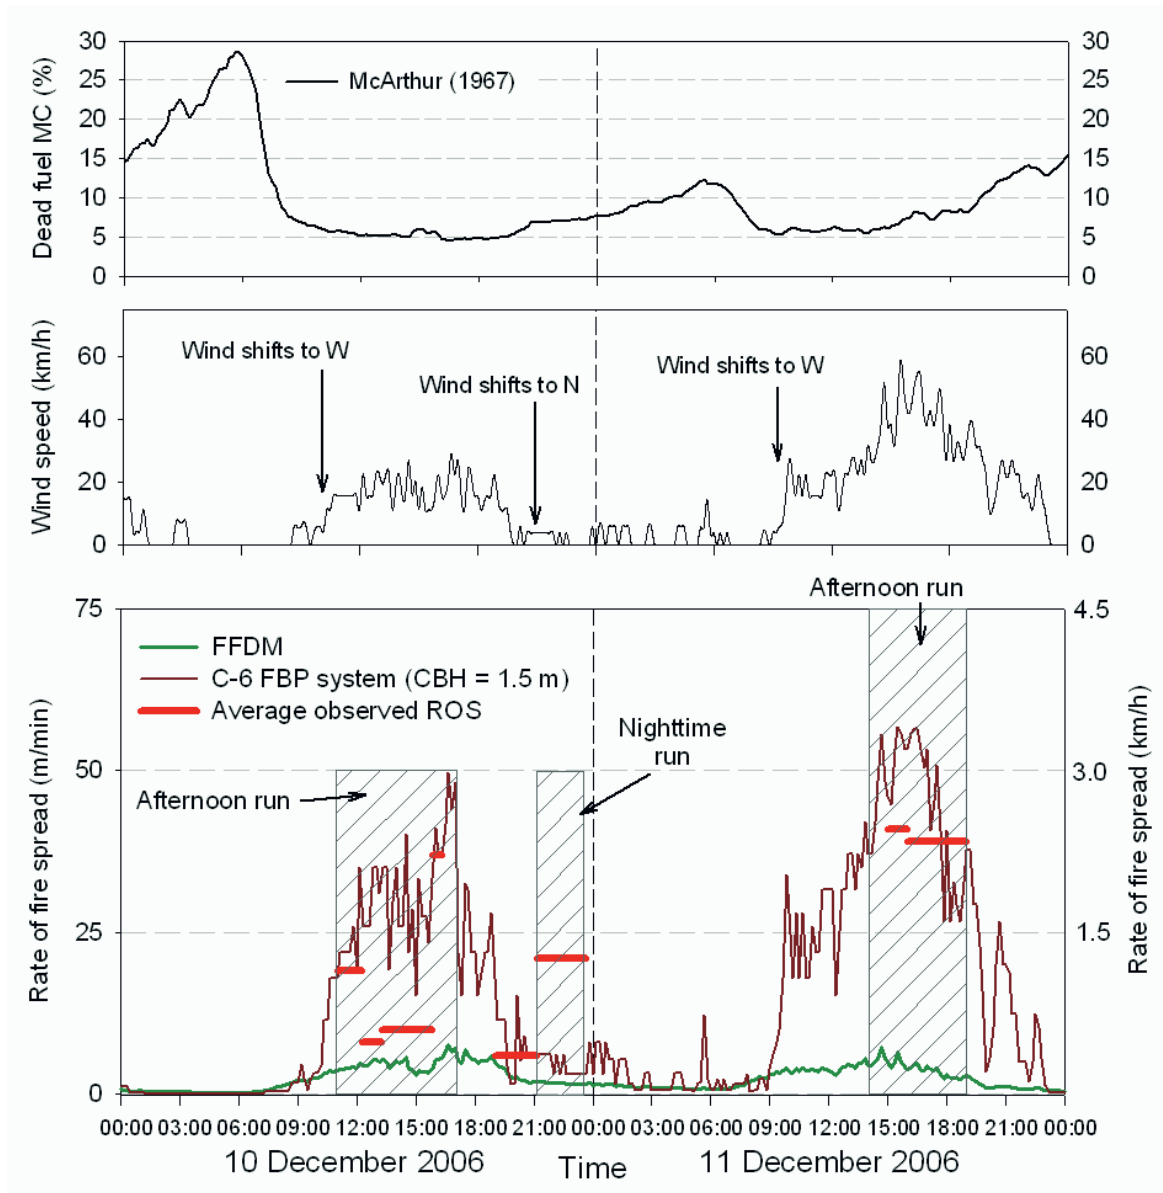 30
25
20
15
10
5
0
Dead fuel MC (%)
McArthur (1967)
30
25
20
15
10
5
0
60
40
20
0
Wind speed (km/h)
Wind shifts to W
Wind shifts to N
Wind shifts to W
60
40
20
0
Afternoon run
75
50
25
0
Rate of fire spread (m/min)
FFDM
C-6 FBP system (CBH = 1.5 m)
Average observed ROS
Afternoon run
Nighttime
run
4.5
3.0
1.5
0
Rate of fire spread (km/h)
00:00 03:00 06:00 09:00 12:00 15:00 18:00 21:00 00:00 03:00 06:00 09:00 12:00 15:00 18:00 21:00 00:00
10 December 2006 Time 11 December 2006